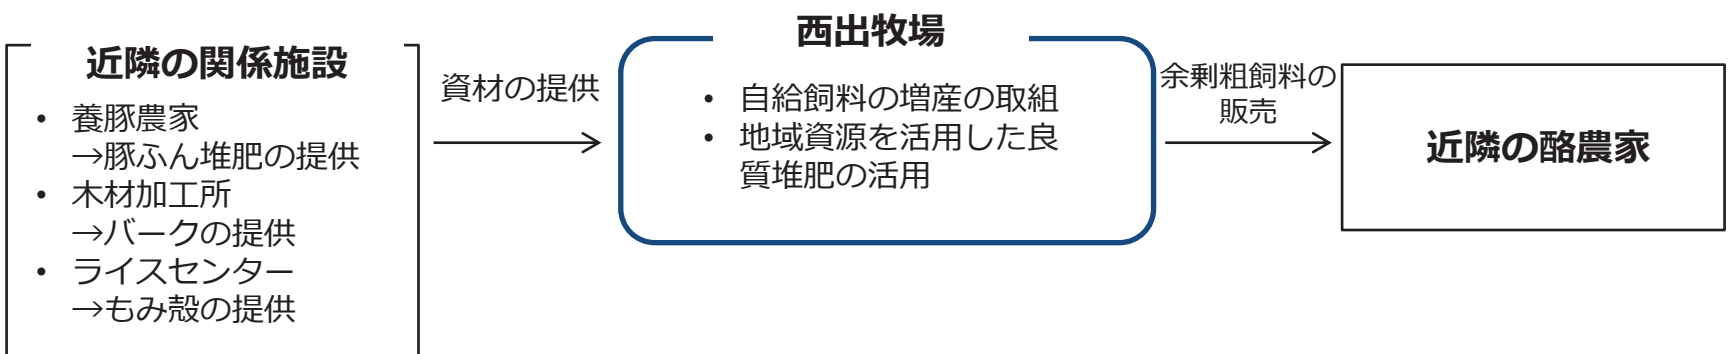 近隣の関係施設
• 養豚農家
→豚ふん堆肥の提供
• 木材加工所
→バークの提供
• ライスセンター
→もみ殻の提供
資材の提供
西出牧場
• 自給飼料の増産の取組
• 地域資源を活用した良
質堆肥の活用
余剰粗飼料の
販売
近隣の酪農家